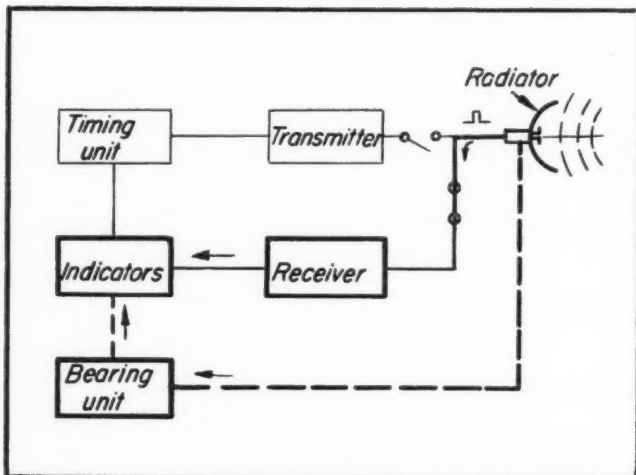 Radiator
Timing
unit
Transmitter
Indicators
Receiver
Bearing
unit